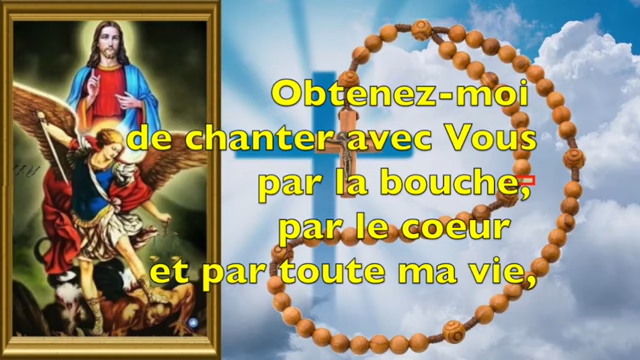 Obtenez-moi
de chanter avec Vous
par la bouche,
par le coeur
et par toute ma vie,